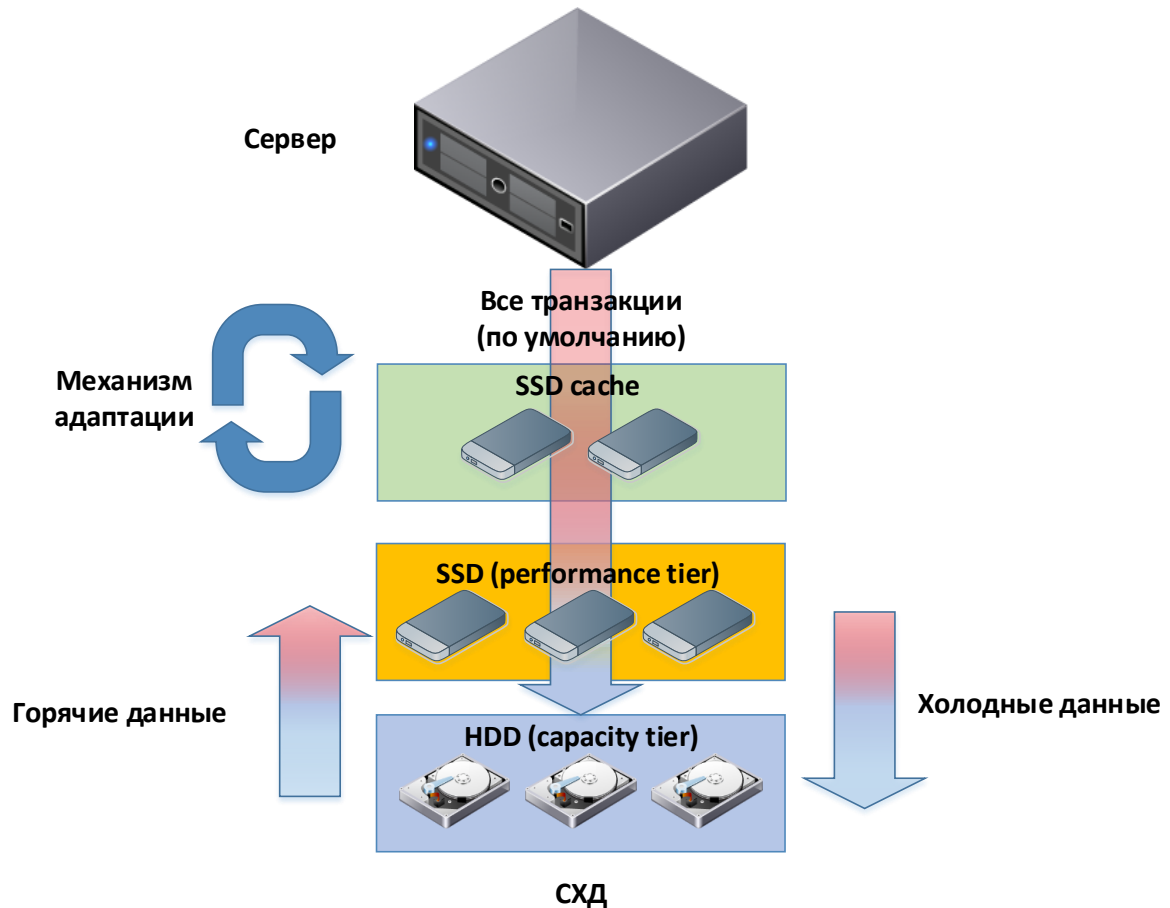 Сервер
Все транзакции
(по умолчанию)
Механизм
адаптации
SSD cache
SSD (performance tier)
Горячие данные
Холодные данные
HDD (capacity tier)
СХД